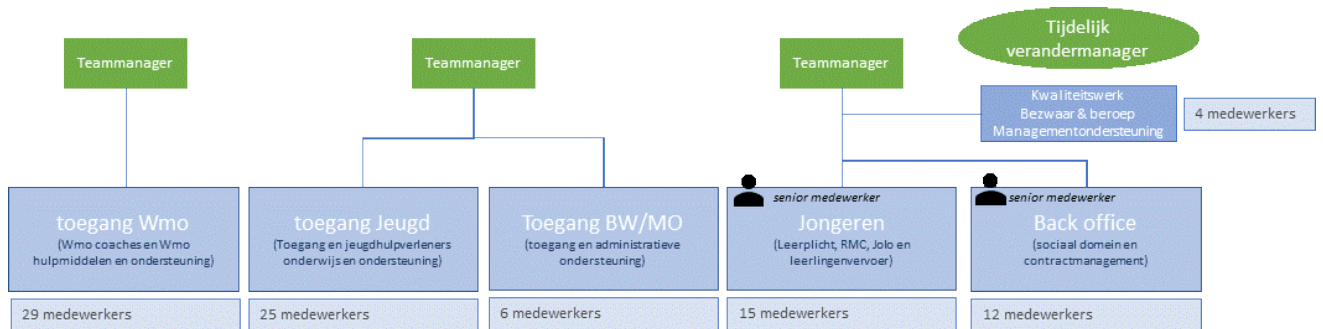 Teammanager
Teammanager
Teammanager
Tijdelijk
verandermanager
Kwaliteitswerk
Bezwaar & beroep
Managementondersteuning
4 medewerkers
toegang Wmo
(Wmo coaches en Wmo
hulpmiddelen en ondersteuning)
29 medewerkers
toegang Jeugd
(Toegang en jeugdhulpverleners
onderwijs en ondersteuning)
25 medewerkers
Toegang BW/MO
(toegang en administratieve
ondersteuning)
6 medewerkers
senior medewerker
Jongeren
(Leerplicht, RMC, Jolo en
leerlingenvervoer)
15 medewerkers
senior medewerker
Back office
(sociaal domein en
contractmanagement)
12 medewerkers